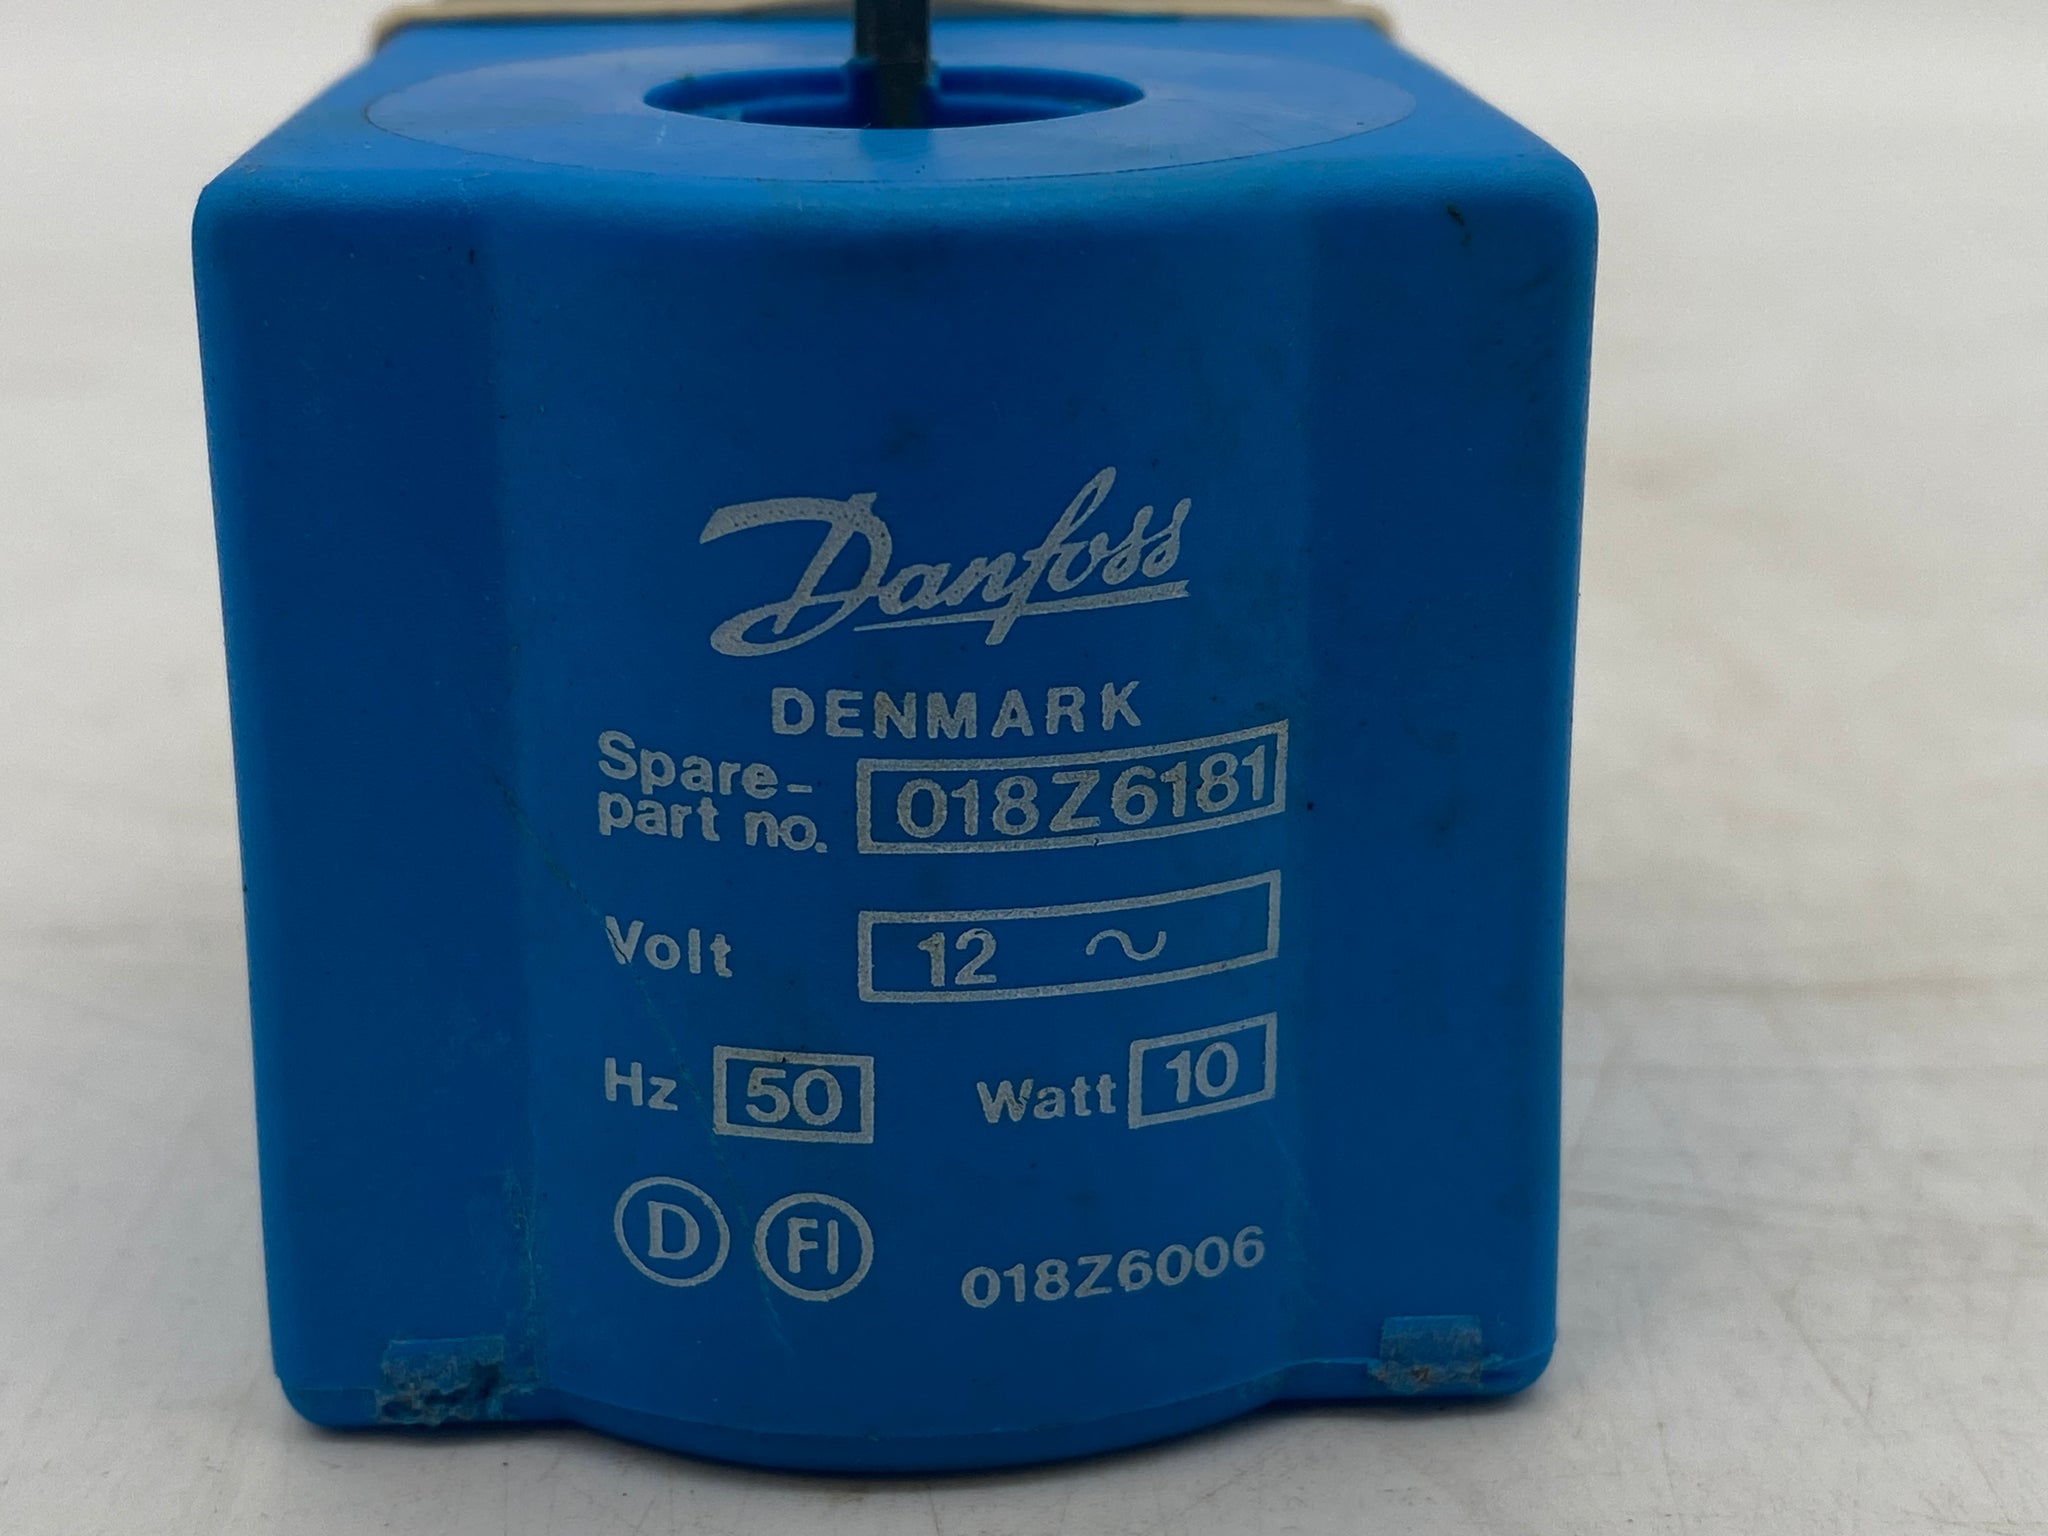 Danfoss
DENMARK
Spare-
part no. 018Z6181
Volt 12 ~
Hz 50 Watt 10
D FI 018Z6006